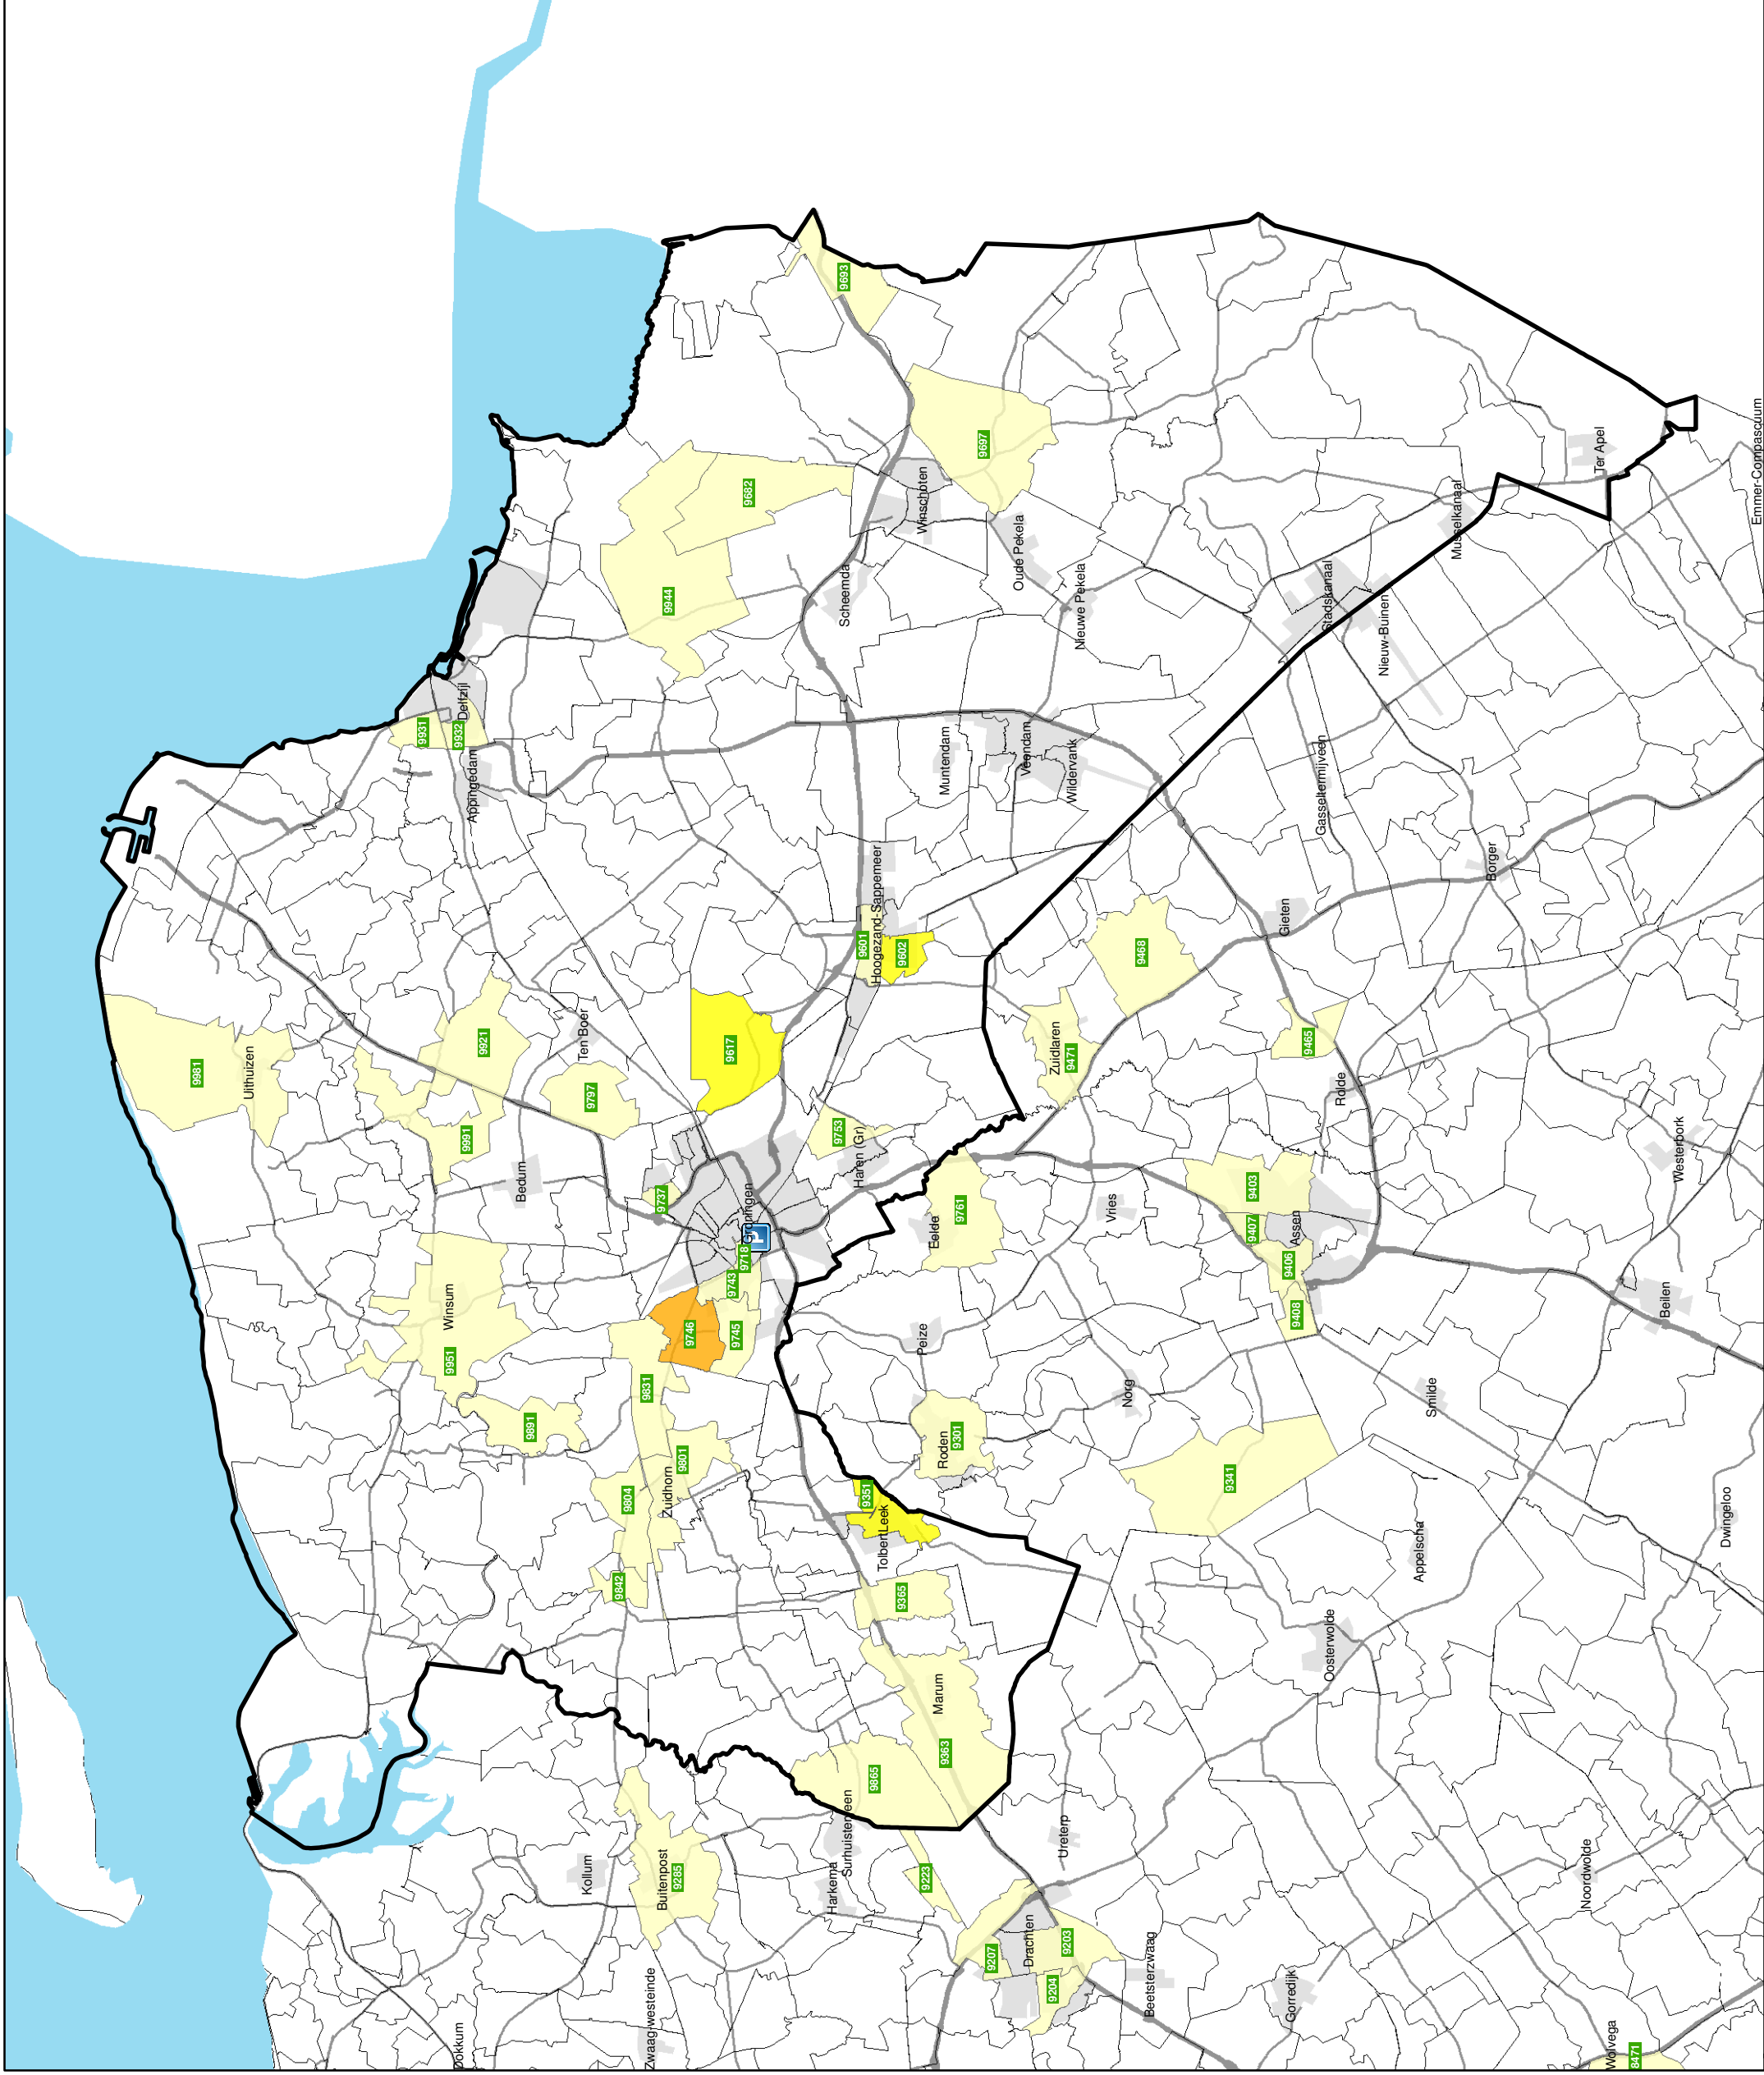 9981
Uithuizen
9931
9932
Delfzijl
Appingedam
9921
9991
Ten Boer
9797
Bedum
Winsum
9951
9891
9944
9682
9693
9697
Winschoten
Scheemda
Oude Pekela
Nieuwe Pekela
Muntendam
Veendam
Wildervank
9617
9601
Hoogezand-Sappemeer
9602
9737
Groningen
P
9718
9743
9746
9745
9753
Haren (Gr)
9831
9801
Zuidhorn
9804
9842
9351
Leek
Tolbert
9365
Marum
9363
9865
Surhuisterveen
Harkema
9223
Kollum
Buitenpost
9285
Dokkum
Zwaagwesteinde
9207
Drachten
9203
9204
Ureterp
Beetsterzwaag
Gorredijk
Roden
9301
Peize
Eelde
9761
Vries
Norg
Zuidlaren
9471
9468
9465
Gieten
Rolde
9403
9407
Assen
9406
9408
9341
Smilde
Appelscha
Oosterwolde
Noordwolde
Wolvega
8471
Dwingeloo
Beilen
Westerbork
Borger
Gasselternijveen
Nieuw-Buinen
Stadskanaal
Musselkanaal
Ter Apel
Emmer-Compascuum